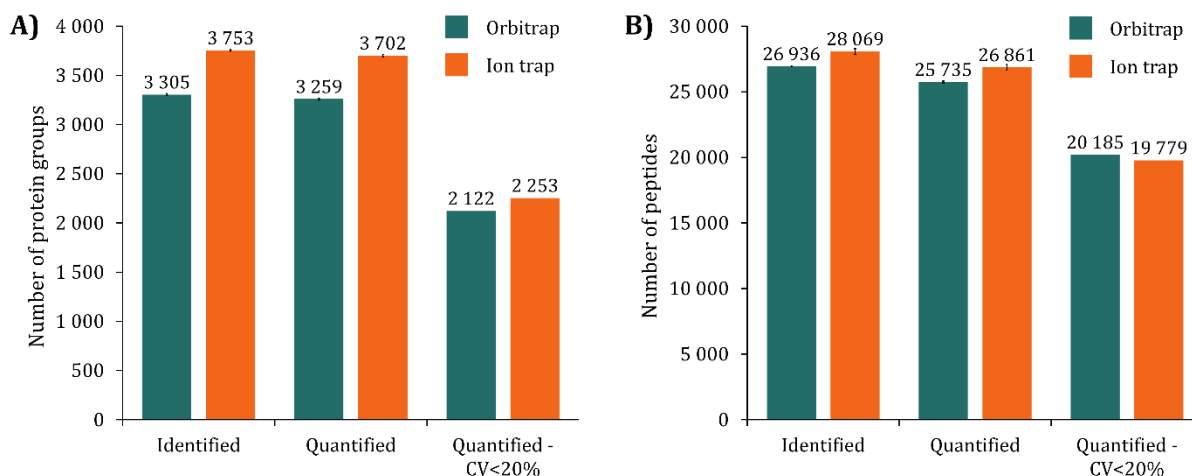 A)
Number of protein groups
4 000
3 500
3 000
2 500
2 000
1 500
1 000
500
0
3 305
3 753
3 259
3 702
2 122
2 253
Orbitrap
Ion trap
Identified
Quantified
Quantified -
CV<20%
B)
Number of peptides
30 000
25 000
20 000
15 000
10 000
5 000
0
26 936
28 069
25 735
26 861
20 185
19 779
Orbitrap
Ion trap
Identified
Quantified
Quantified -
CV<20%